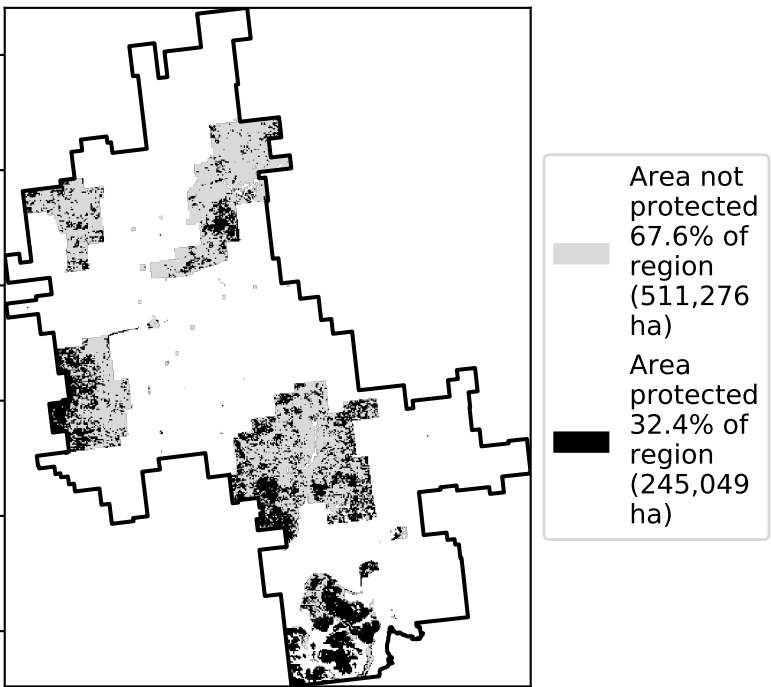 Area not
protected
67.6% of
region
(511,276
ha)
Area
protected
32.4% of
region
(245,049
ha)